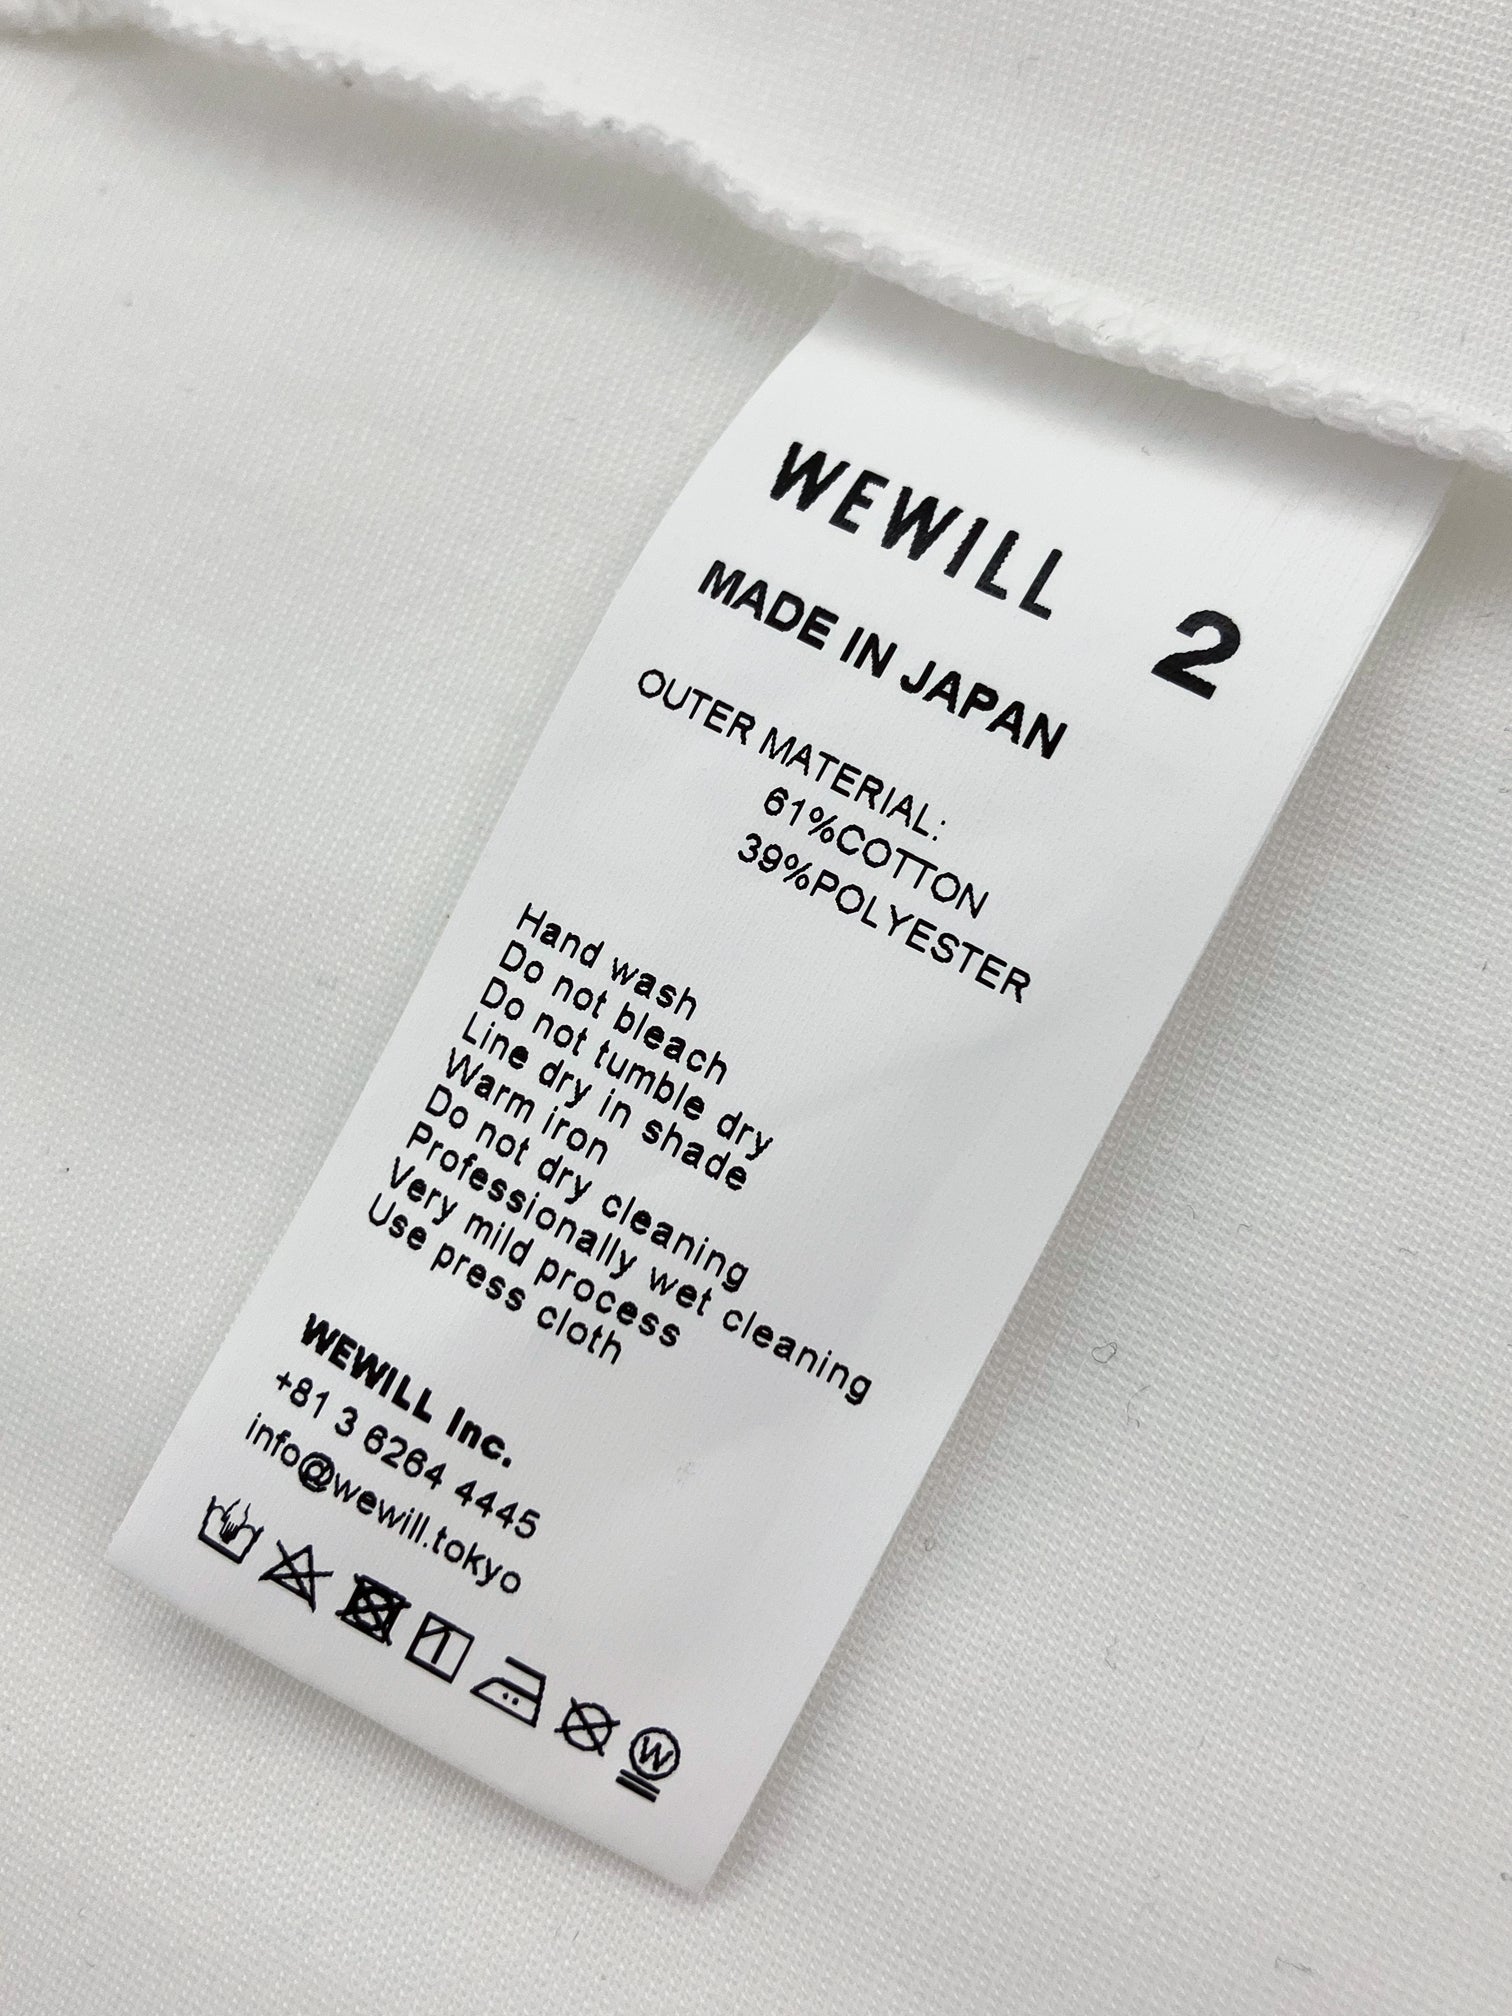 WEWILL
2
MADE IN JAPAN
OUTER MATERIAL:
61%COTTON
39%POLYESTER
Hand wash
Do not bleach
Do not tumble dry
Line dry in shade
Warm iron
Do not dry cleaning
Professionally wet cleaning
Very mild process
Use press cloth
WEWILL Inc.
+81 3 6264 4445
info@wewill.tokyo
W